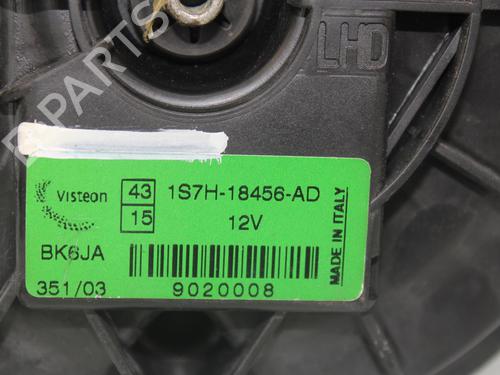 B-PARTS
LHD
Visteon
43
15
1S7H-18456-AD
12V
MADE IN ITALY
BK6JA
351/03
9020008